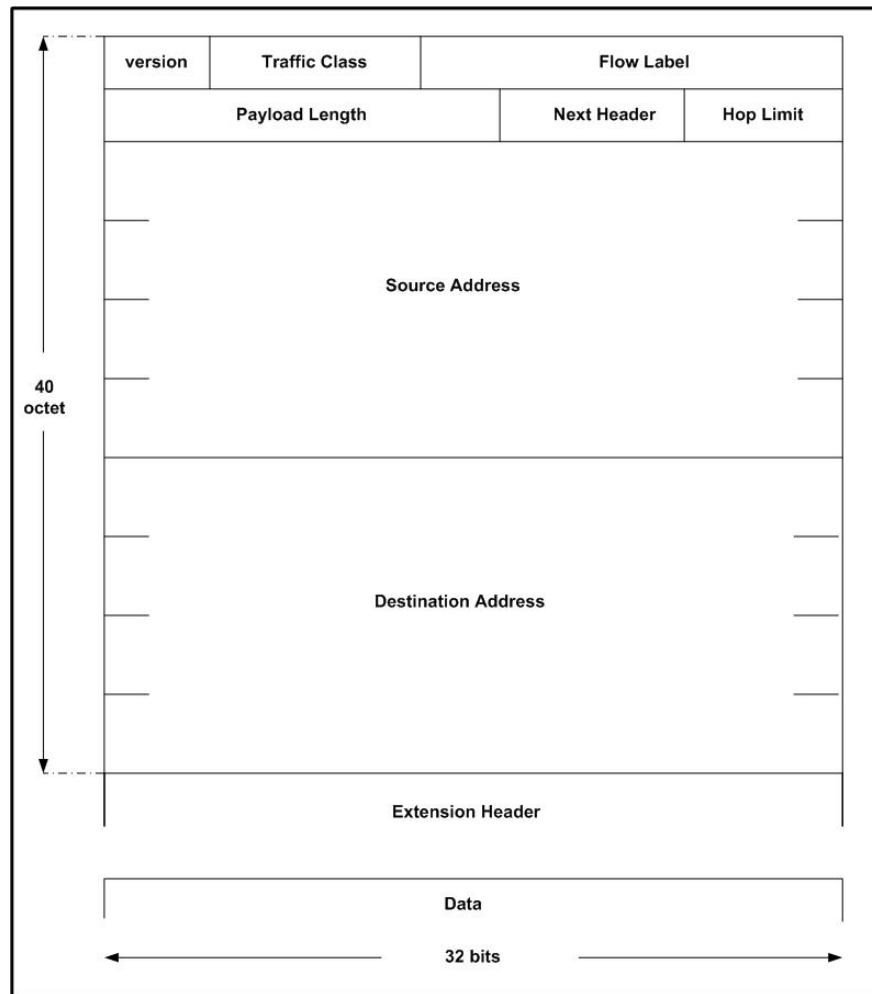 version Traffic Class Flow Label
Payload Length Next Header Hop Limit
Source Address
40
octet
Destination Address
Extension Header
Data
32 bits